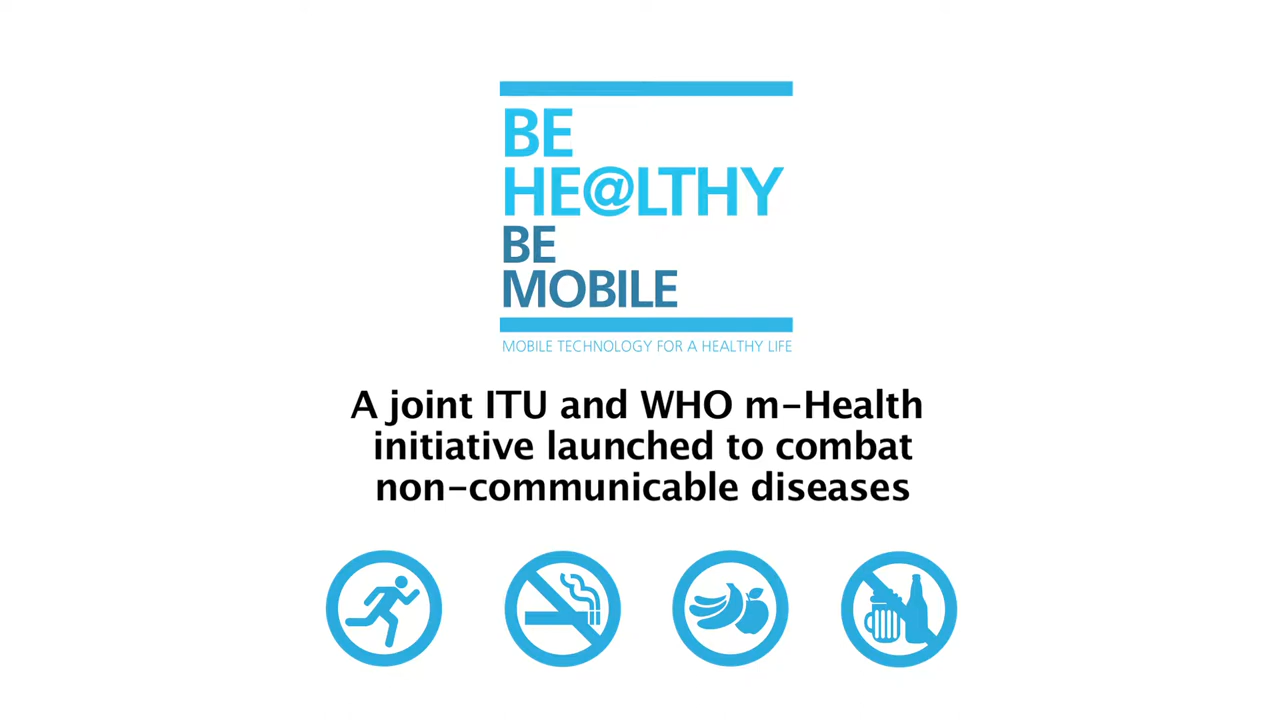 BE
HE@LTHY
BE
MOBILE
MOBILE TECHNOLOGY FOR A HEALTHY LIFE
A joint ITU and WHO m-Health
initiative launched to combat
non-communicable diseases